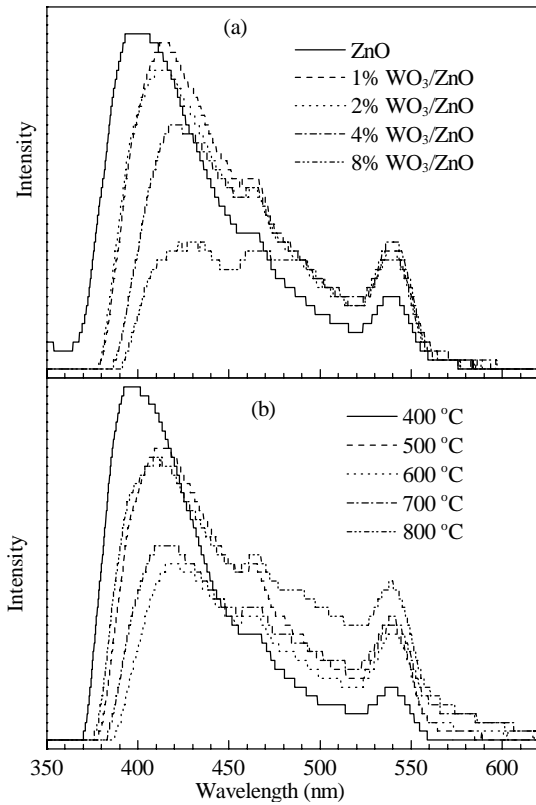 (a)
ZnO
1% WO₃/ZnO
2% WO₃/ZnO
4% WO₃/ZnO
8% WO₃/ZnO
Intensity
(b)
400 °C
500 °C
600 °C
700 °C
800 °C
Intensity
350 400 450 500 550 600
Wavelength (nm)